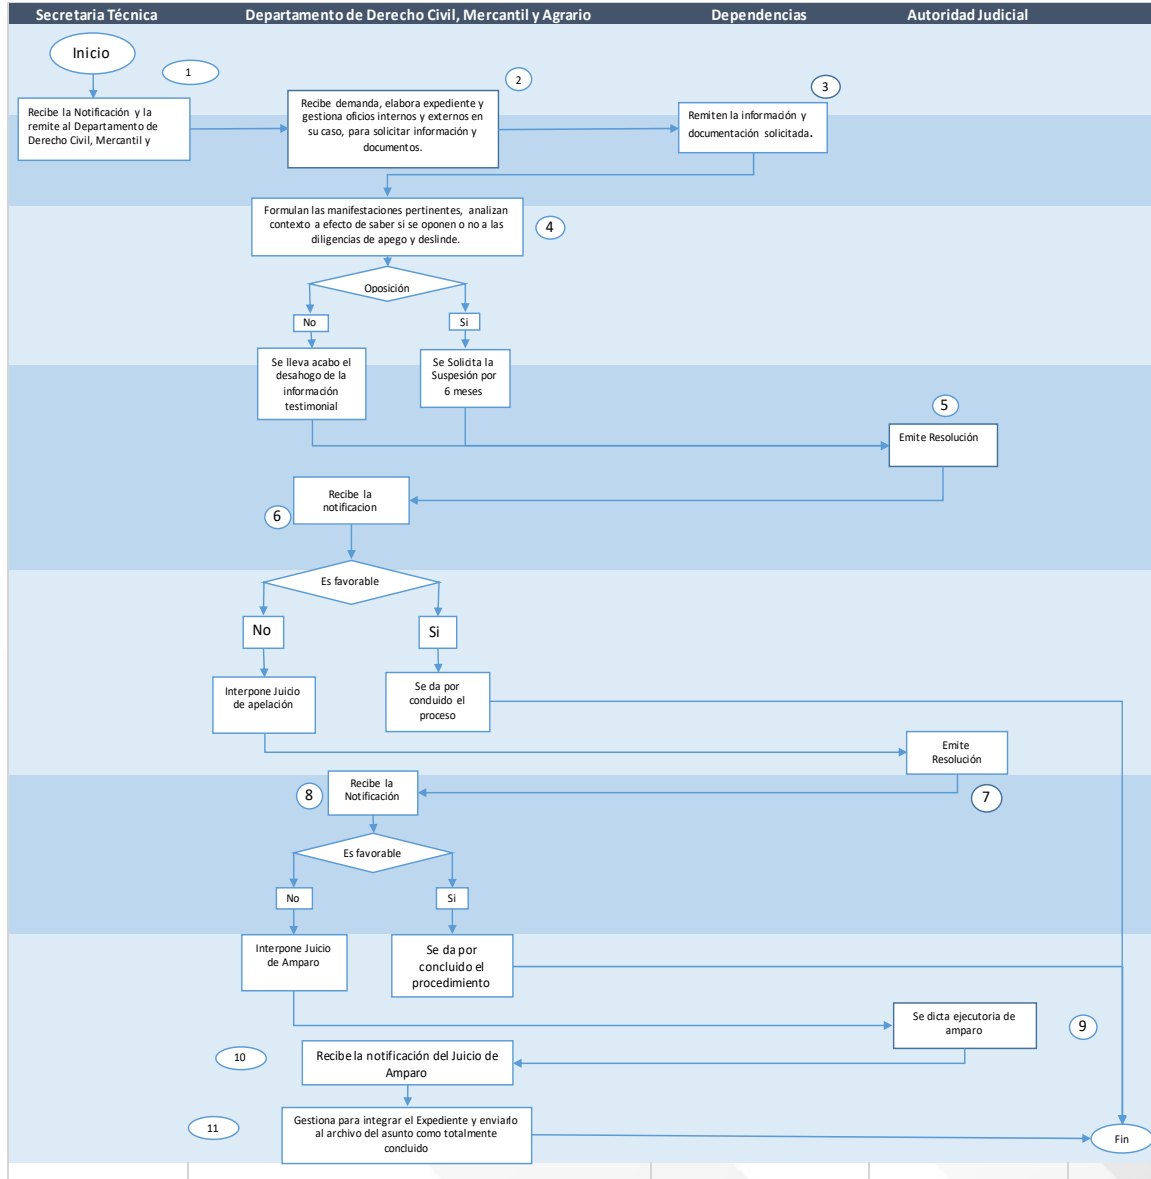 Secretaria Técnica
Departamento de Derecho Civil, Mercantil y Agrario
Dependencias
Autoridad Judicial
Inicio
1
Recibe la Notificación y la
remite al Departamento de
Derecho Civil, Mercantil y
2
Recibe demanda, elabora expediente y
gestiona oficios internos y externos en
su caso, para solicitar información y
documentos.
3
Remiten la información y
documentación solicitada.
Formulan las manifestaciones pertinentes, analizan
contexto a efecto de saber si se oponen o no a las
diligencias de apego y deslinde.
4
Oposición
No
Si
Se lleva acabo el
desahogo de la
información
testimonial
Se Solicita la
Suspesión por
6 meses
5
Emite Resolución
Recibe la
notificacion
6
Es favorable
No
Si
Interpone Juicio
de apelación
Se da por
conduido el
proceso
Emite
Resolución
7
Recibe la
Notificación
8
Es favorable
No
Si
Interpone Juicio
de Amparo
Se da por
concluido el
procedimiento
Se dicta ejecutoria de
amparo
9
10
Recibe la notificación del Juicio de
Amparo
11
Gestiona para integrar el Expediente y enviarlo
al archivo del asunto como totalmente
concluido
Fin